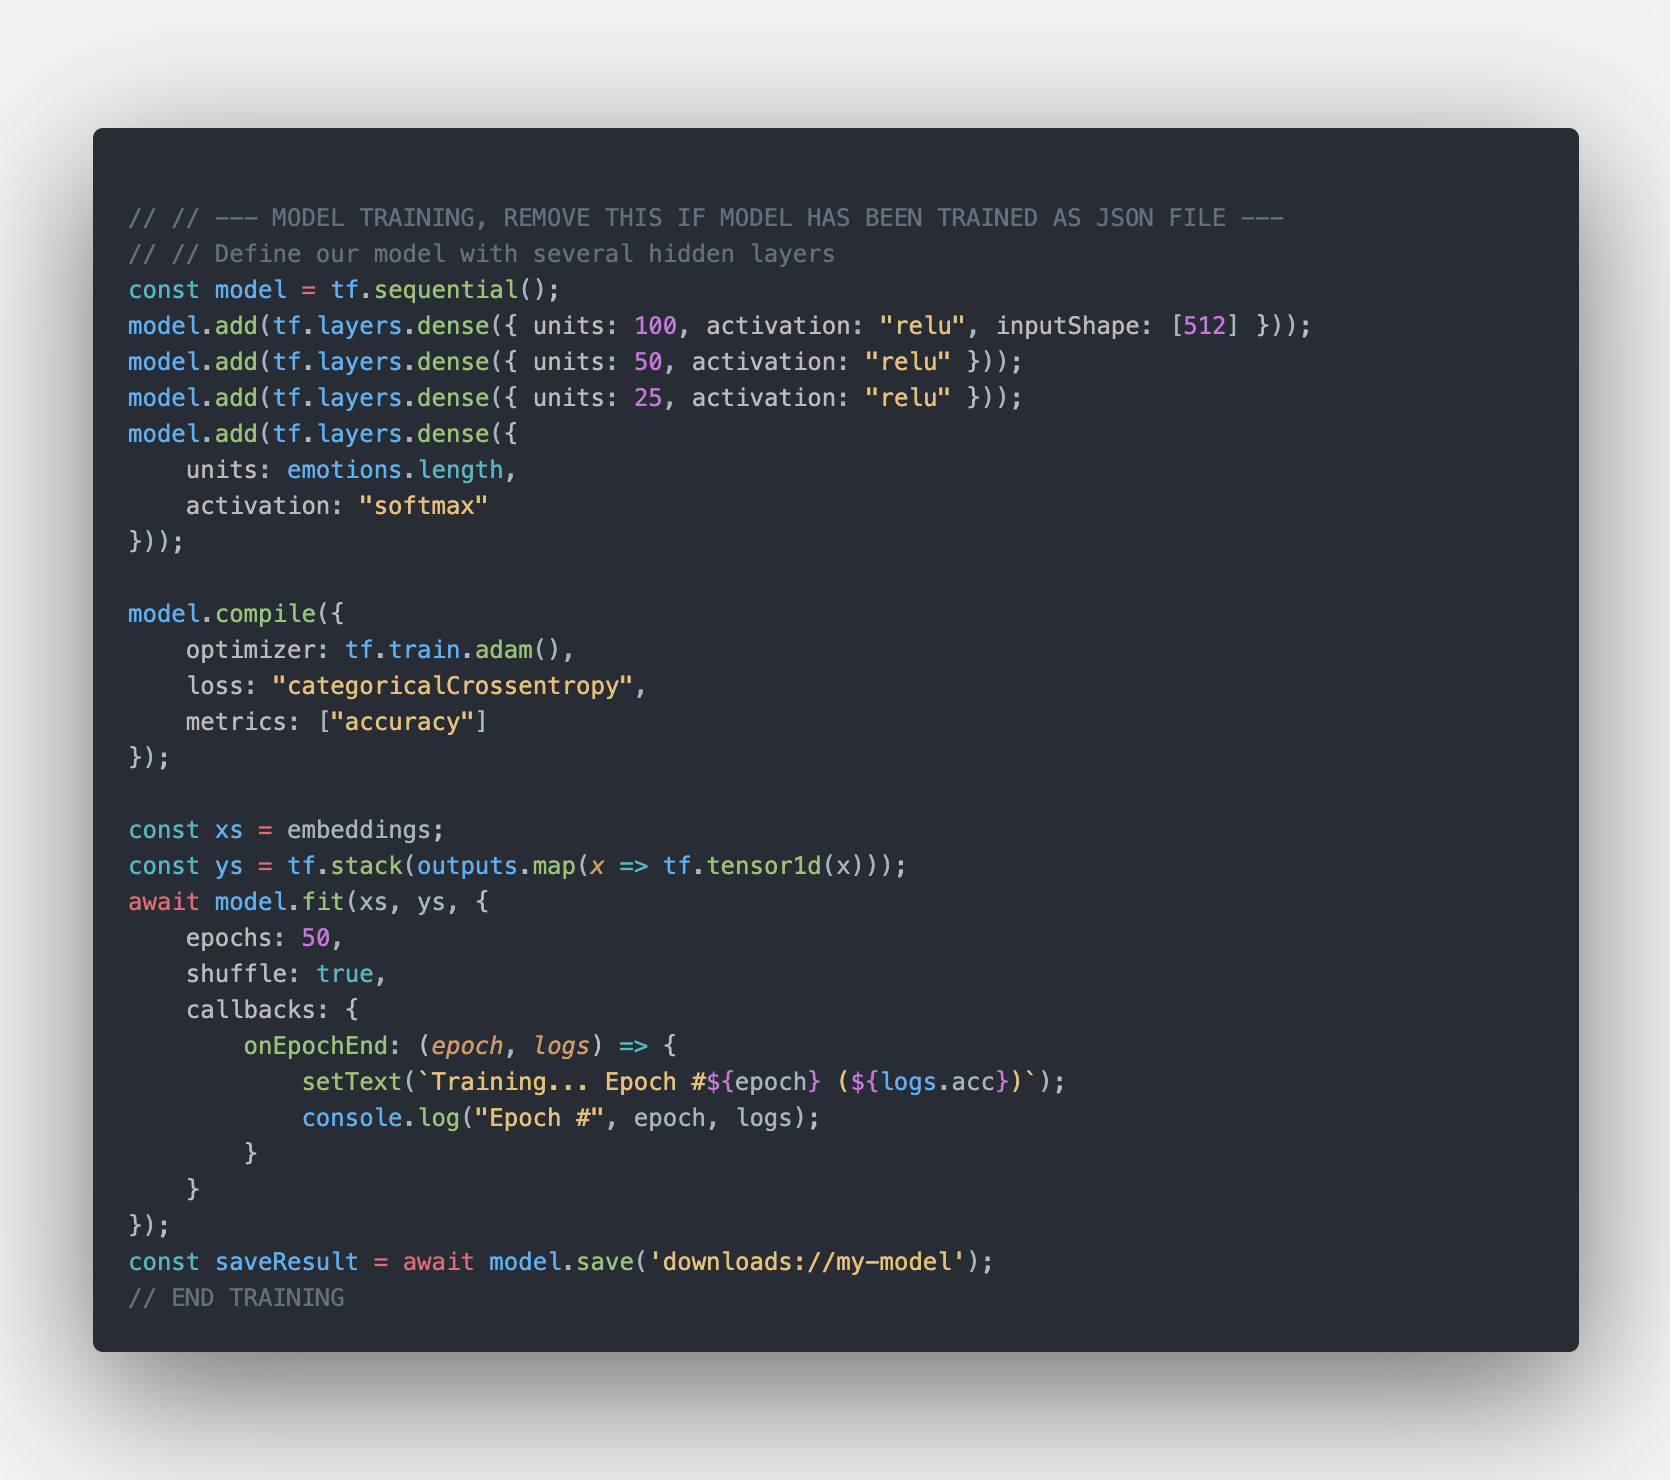 // // --- MODEL TRAINING, REMOVE THIS IF MODEL HAS BEEN TRAINED AS JSON FILE ---
// // Define our model with several hidden layers
const model = tf.sequential();
model.add(tf.layers.dense({ units: 100, activation: "relu", inputShape: [512] }));
model.add(tf.layers.dense({ units: 50, activation: "relu" }));
model.add(tf.layers.dense({ units: 25, activation: "relu" }));
model.add(tf.layers.dense({
    units: emotions.length,
    activation: "softmax"
}));

model.compile({
    optimizer: tf.train.adam(),
    loss: "categoricalCrossentropy",
    metrics: ["accuracy"]
});

const xs = embeddings;
const ys = tf.stack(outputs.map(x => tf.tensor1d(x)));
await model.fit(xs, ys, {
    epochs: 50,
    shuffle: true,
    callbacks: {
        onEpochEnd: (epoch, logs) => {
            setText(`Training... Epoch #${epoch} (${logs.acc})`);
            console.log("Epoch #", epoch, logs);
        }
    }
});
const saveResult = await model.save('downloads://my-model');
// END TRAINING